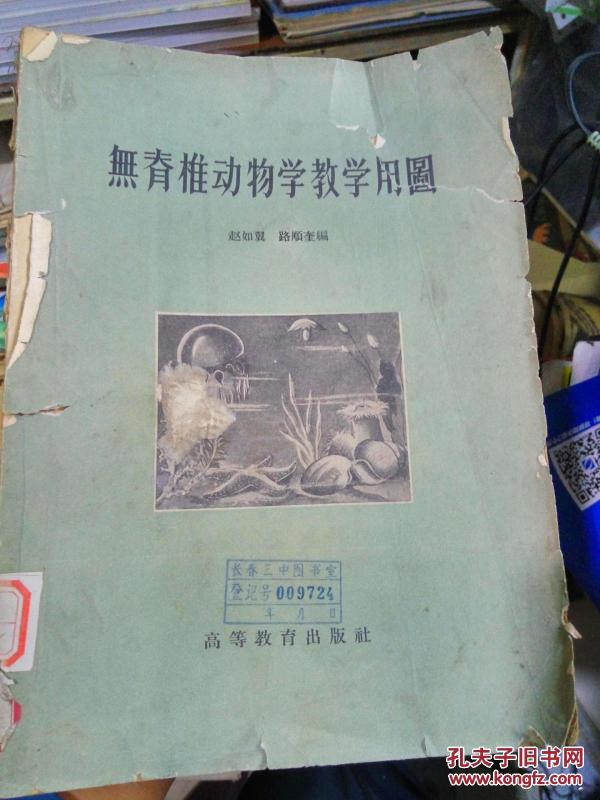 無脊椎动物学教学用圖
赵如翼 路順奎編
长春三中图书室
登记号 009724
年 月 日
高等教育出版社
孔夫子旧书网
www.kongfz.com